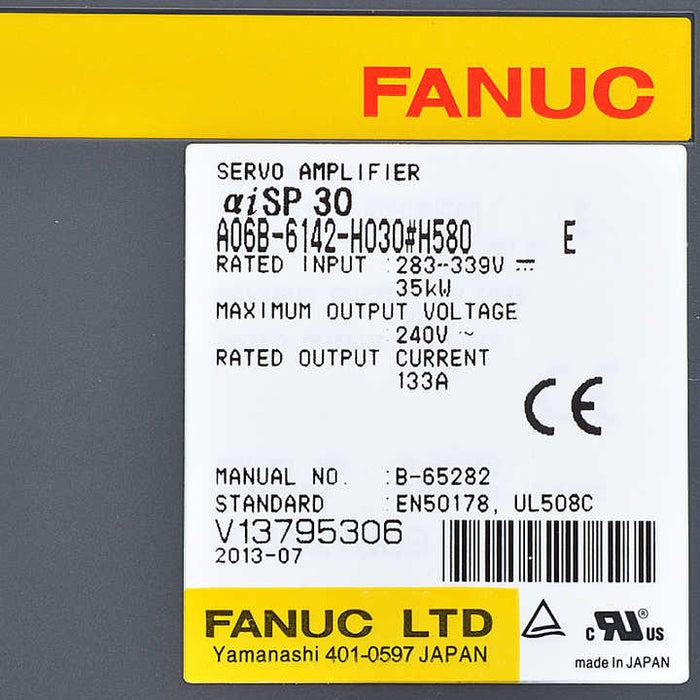 FANUC
SERVO AMPLIFIER
αiSP 30
A06B-6142-H030#H580 E
RATED INPUT :283-339V ⎓
35kW
MAXIMUM OUTPUT VOLTAGE
:240V ~
RATED OUTPUT CURRENT
:133A
CE
MANUAL NO. :B-65282
STANDARD :EN50178, UL508C
V13795306
2013-07
FANUC LTD
Yamanashi 401-0597 JAPAN
c RU® US
made in JAPAN